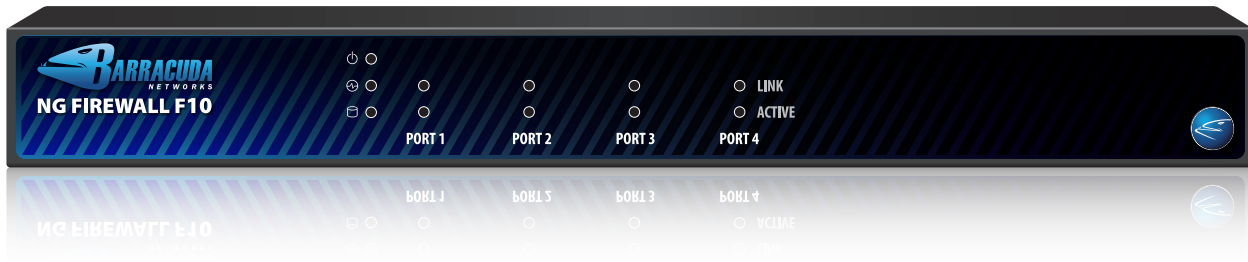 BARRACUDA
NETWORKS
NG FIREWALL F10
LINK
ACTIVE
PORT 1 PORT 2 PORT 3 PORT 4